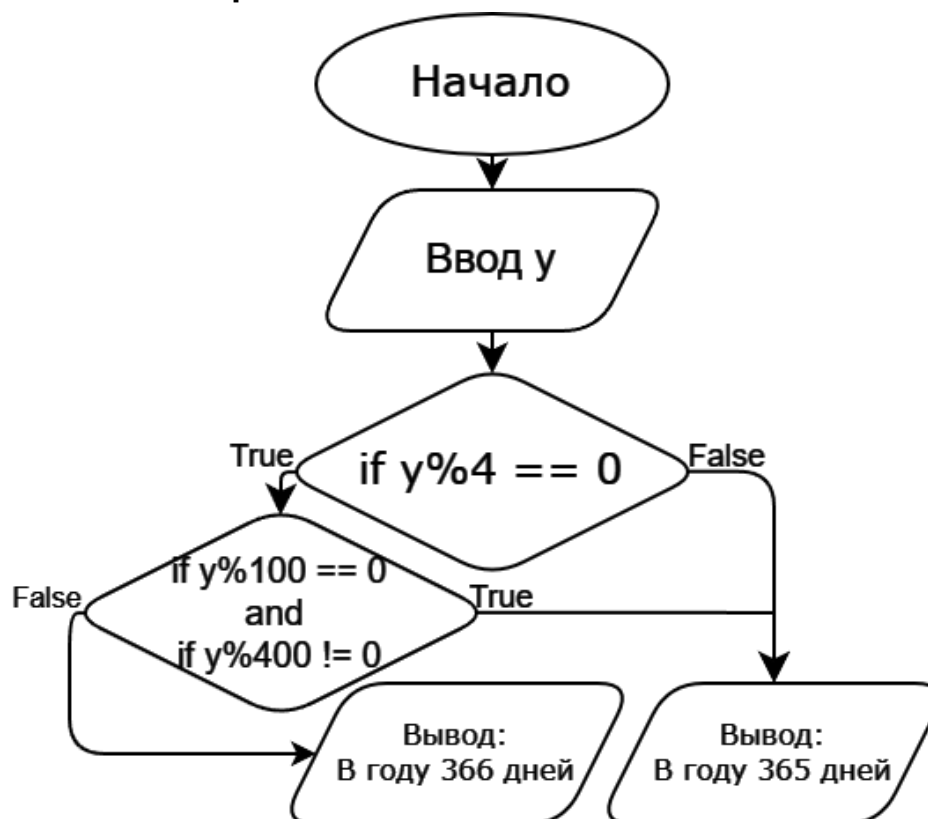 Начало
Ввод y
if y%4 == 0
True
False
if y%100 == 0
and
if y%400 != 0
False
True
Вывод:
В году 366 дней
Вывод:
В году 365 дней